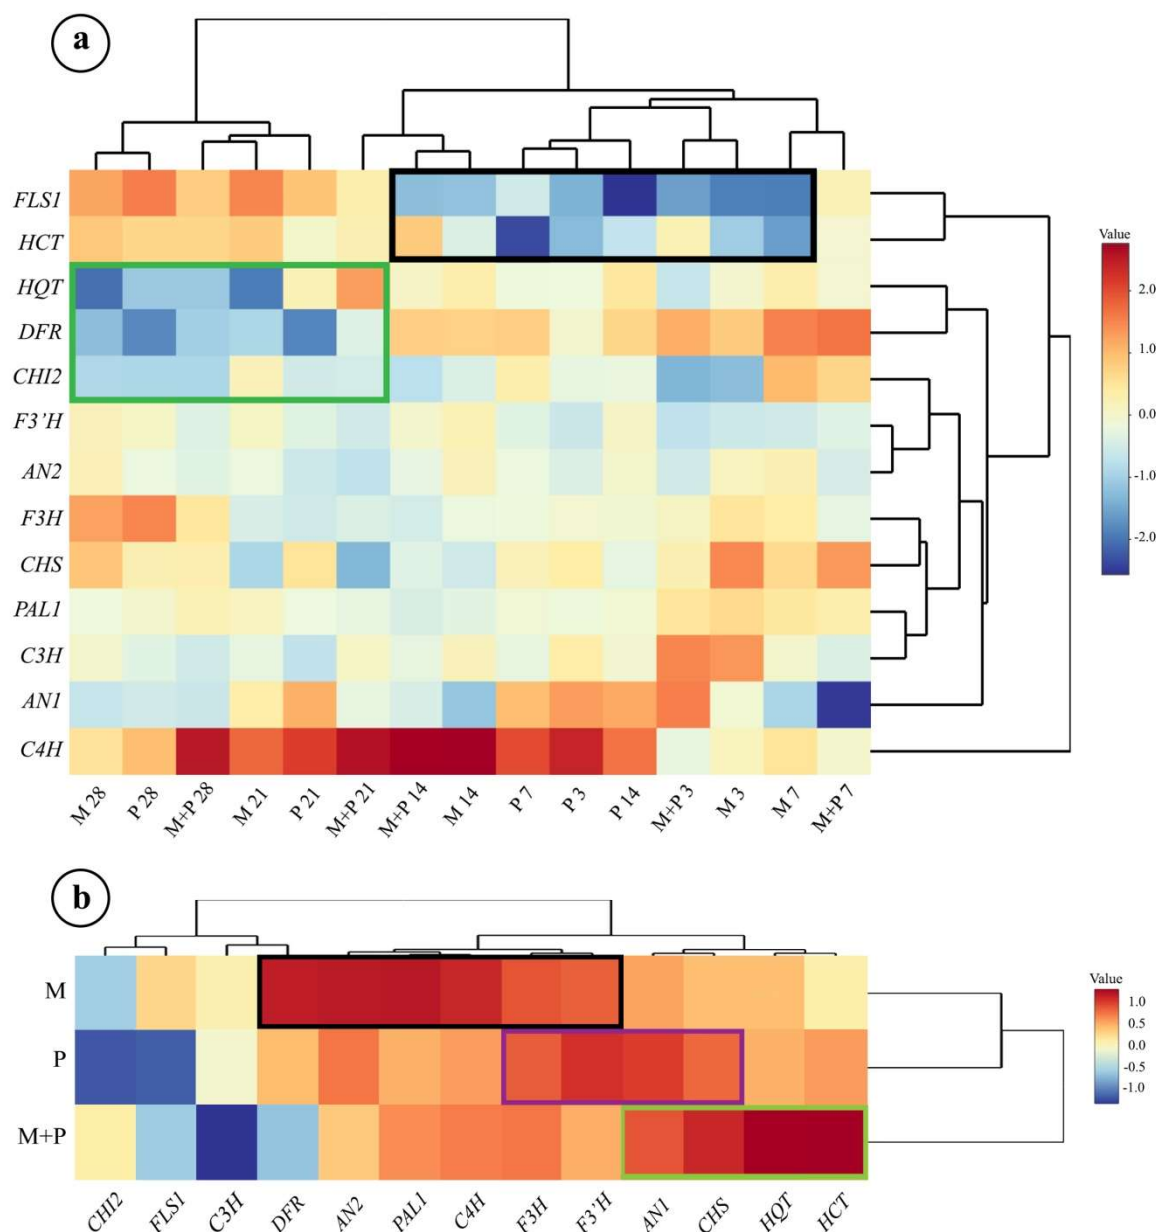 a
FLS1
HCT
HQT
DFR
CHI2
F3’H
AN2
F3H
CHS
PAL1
C3H
AN1
C4H
M 28 P 28 M+P 28 M 21 P 21 M+P 21 M+P 14 M 14 P 7 P 3 P 14 M+P 3 M 3 M 7 M+P 7
Value
2.0
1.0
0.0
-1.0
-2.0
b
M
P
M+P
CHI2 FLS1 C3H DFR AN2 PAL1 C4H F3H F3’H AN1 CHS HQT HCT
Value
1.0
0.5
0.0
-0.5
-1.0